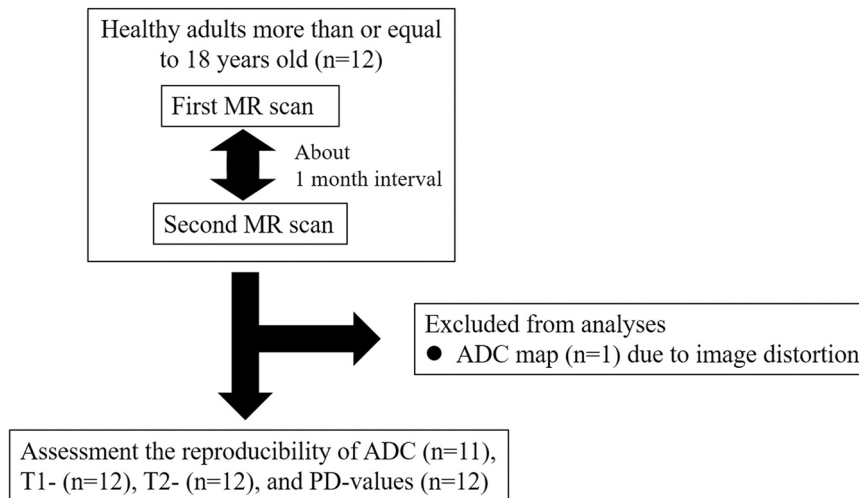 Healthy adults more than or equal
to 18 years old (n=12)
First MR scan
About
1 month interval
Second MR scan
Excluded from analyses
● ADC map (n=1) due to image distortion
Assessment the reproducibility of ADC (n=11),
T1- (n=12), T2- (n=12), and PD-values (n=12)